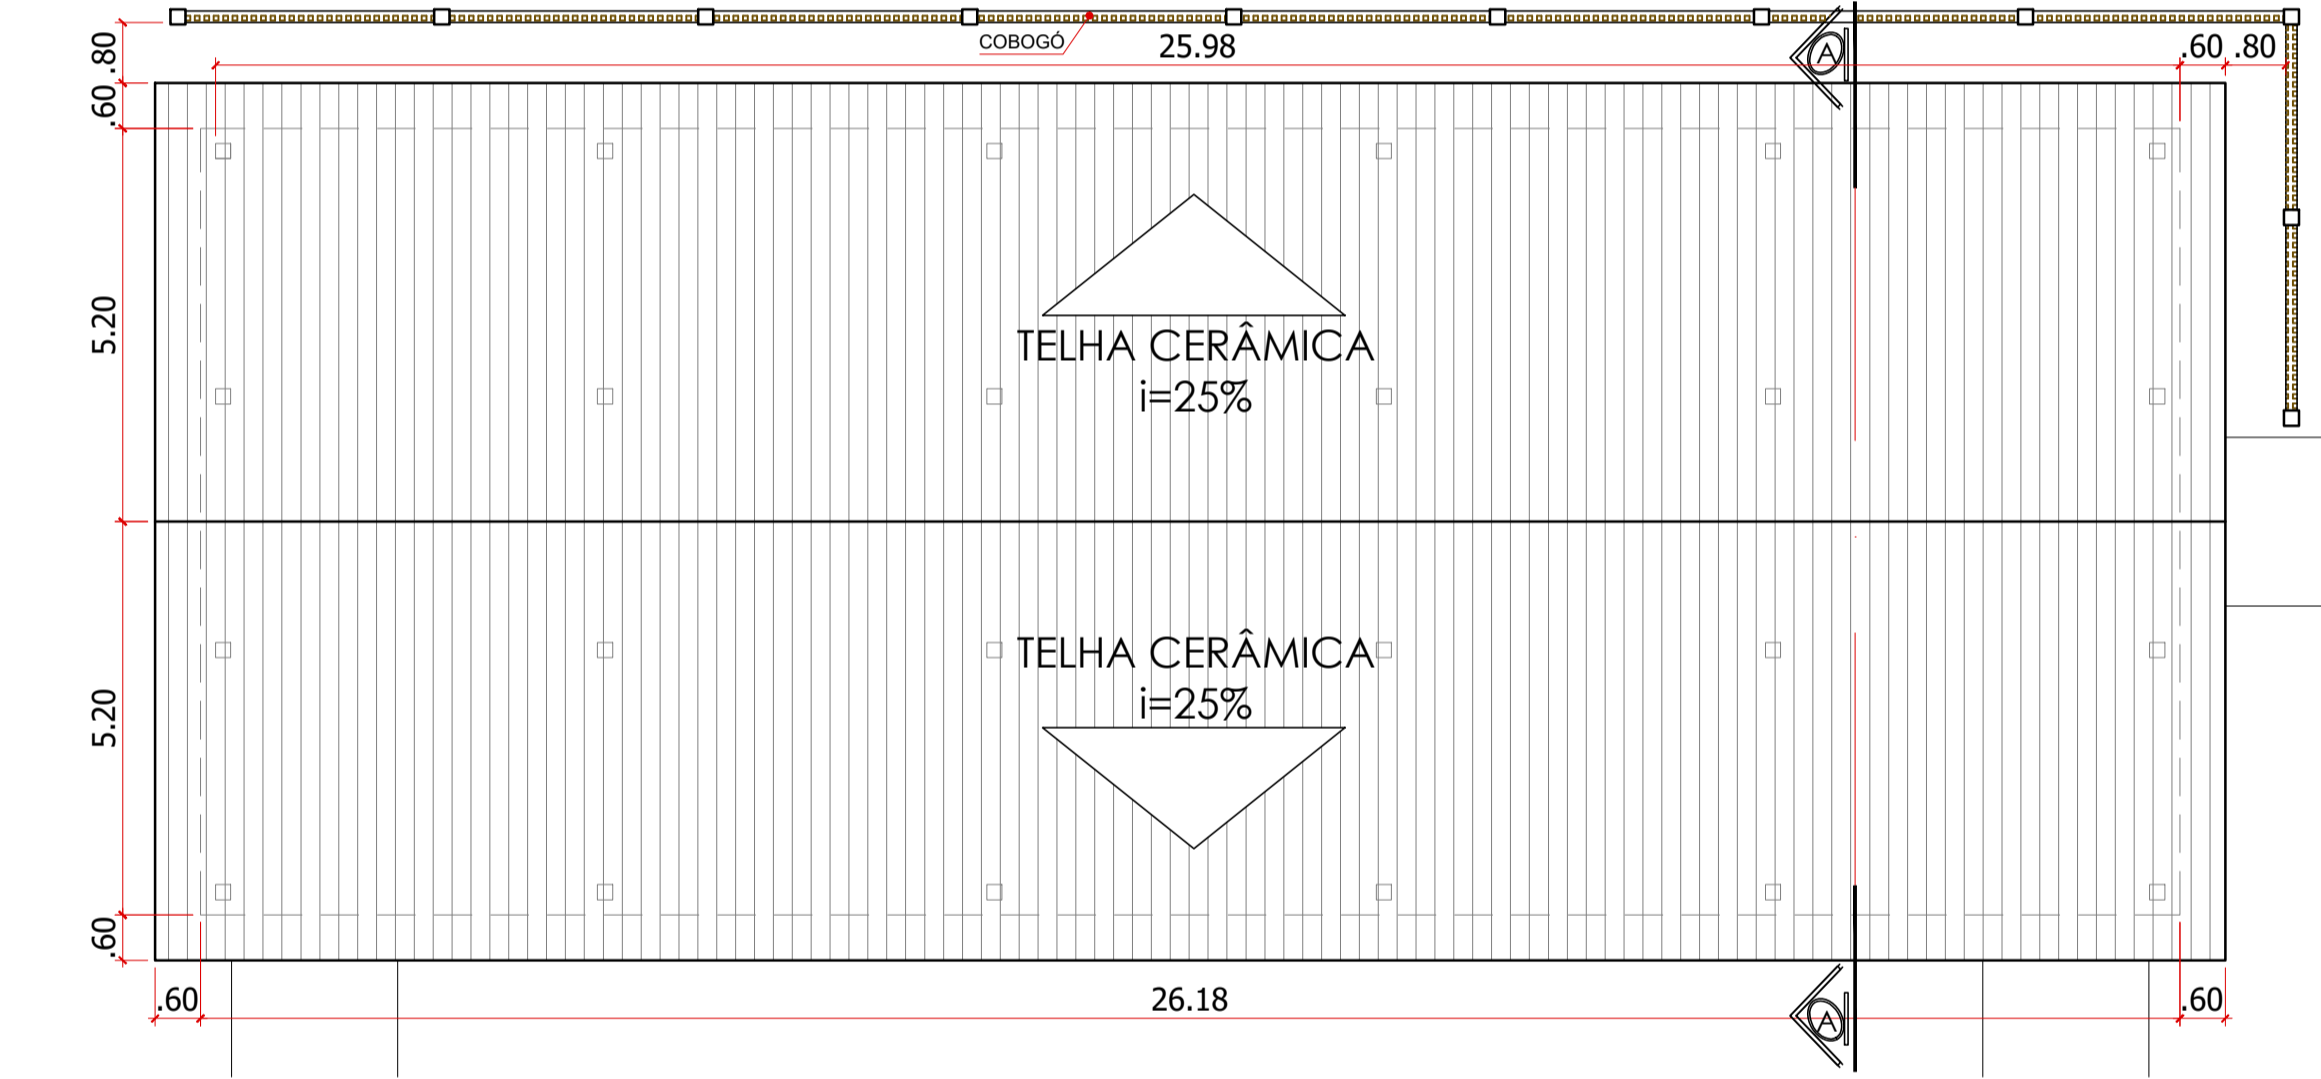 COBOGÓ
25.98
.60
.80
A
.80
.60
5.20
5.20
.60
TELHA CERÂMICA
i=25%
TELHA CERÂMICA
i=25%
.60
26.18
A
.60